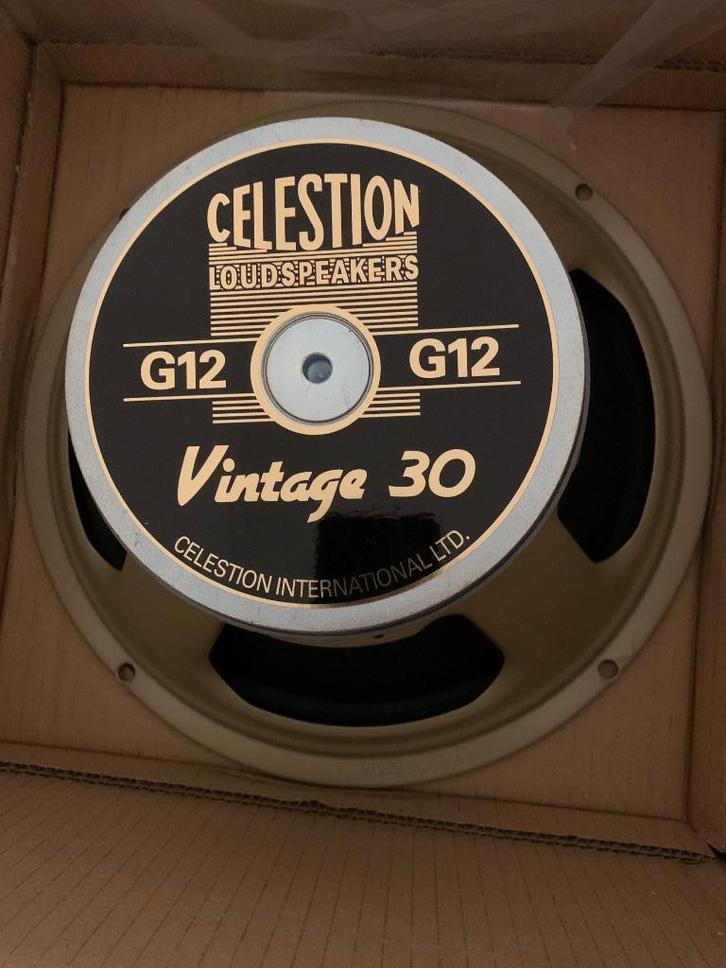 CELESTION
LOUDSPEAKERS
G12 G12
Vintage 30
CELESTION INTERNATIONAL LTD.